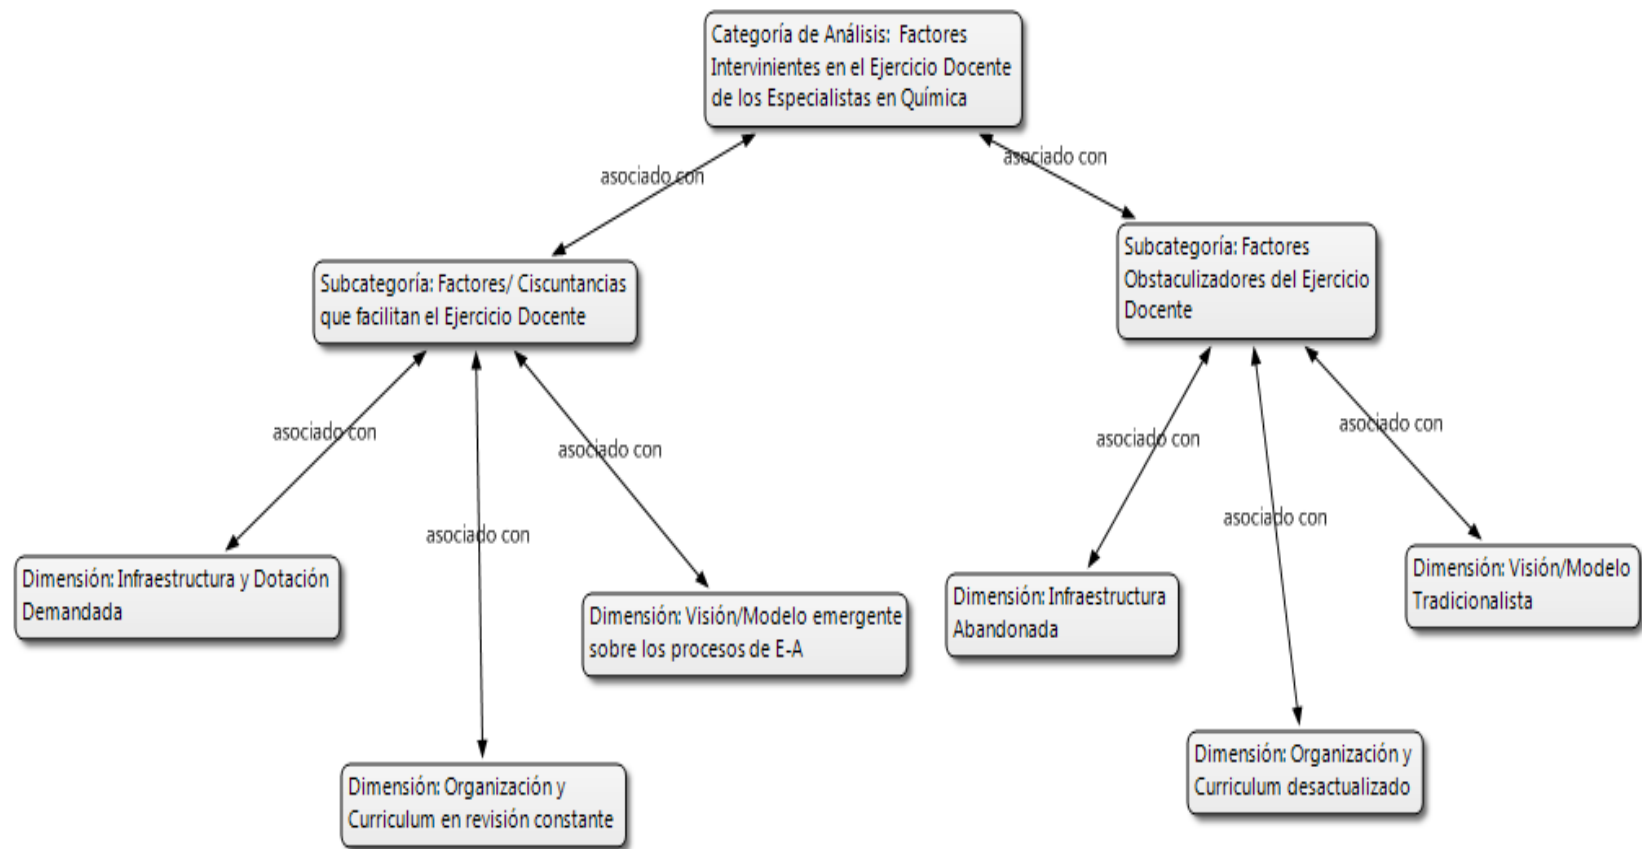 Categoría de Análisis:  Factores
Intervinientes en el Ejercicio Docente
de los Especialistas en Química
asociado con
asociado con
Subcategoría: Factores/ Ciscuntancias
que facilitan el Ejercicio Docente
Subcategoría: Factores
Obstaculizadores del Ejercicio
Docente
asociado con
asociado con
asociado con
asociado con
asociado con
asociado con
Dimensión: Infraestructura y Dotación
Demandada
Dimensión: Visión/Modelo emergente
sobre los procesos de E-A
Dimensión: Infraestructura
Abandonada
Dimensión: Visión/Modelo
Tradicionalista
Dimensión: Organización y
Curriculum en revisión constante
Dimensión: Organización y
Curriculum desactualizado